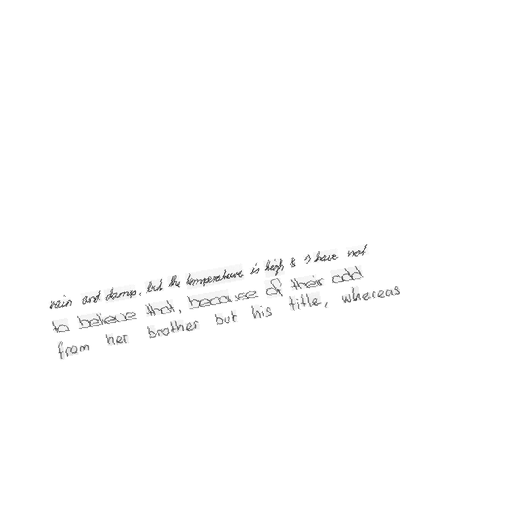 rain and damp, but the temperature is high & I have not
to believe that, because of their odd
from her brother but his title, whereas